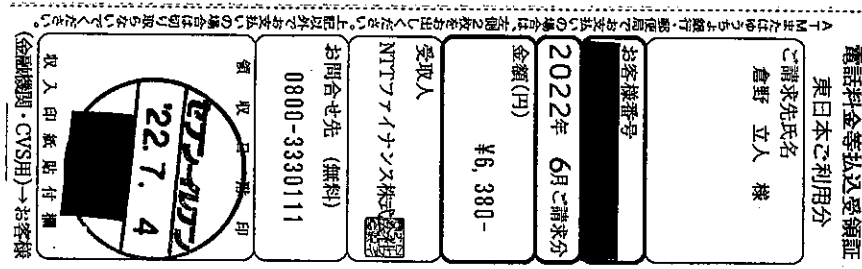 電話料金等払込受領証
東日本ご利用分
ご請求先氏名
倉野 立人 様
お客様番号
2022年 6月ご請求分
金額(円)
¥6,380-
受取人
NTTファイナンス株式会社
お問合せ先 (無料)
0800-3330111
領収日附印
セブン-イレブン
'22.7.4
収入印紙貼付欄
(金融機関・CVS用)→お客様
ATMまたはゆうちょ銀行・郵便局でお支払いの場合は、左側2枚をお出しください。上記以外でお支払いの場合は切り取らないでください。